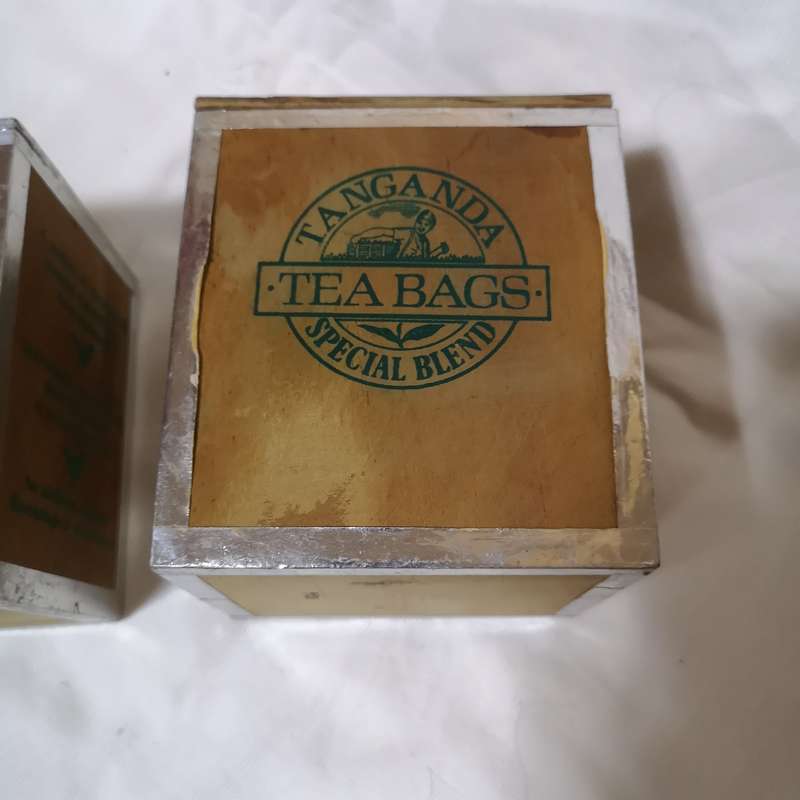 TANGANDA
· TEA BAGS ·
SPECIAL BLEND